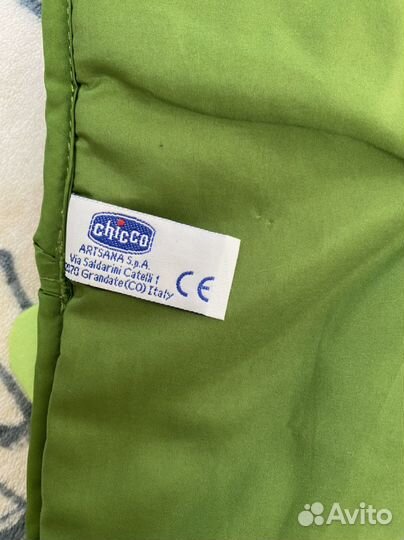 chicco
ARTSANA S.p.A.
Via Saldarini Catelli 1
Grandate (CO) Italy
CE
Avito